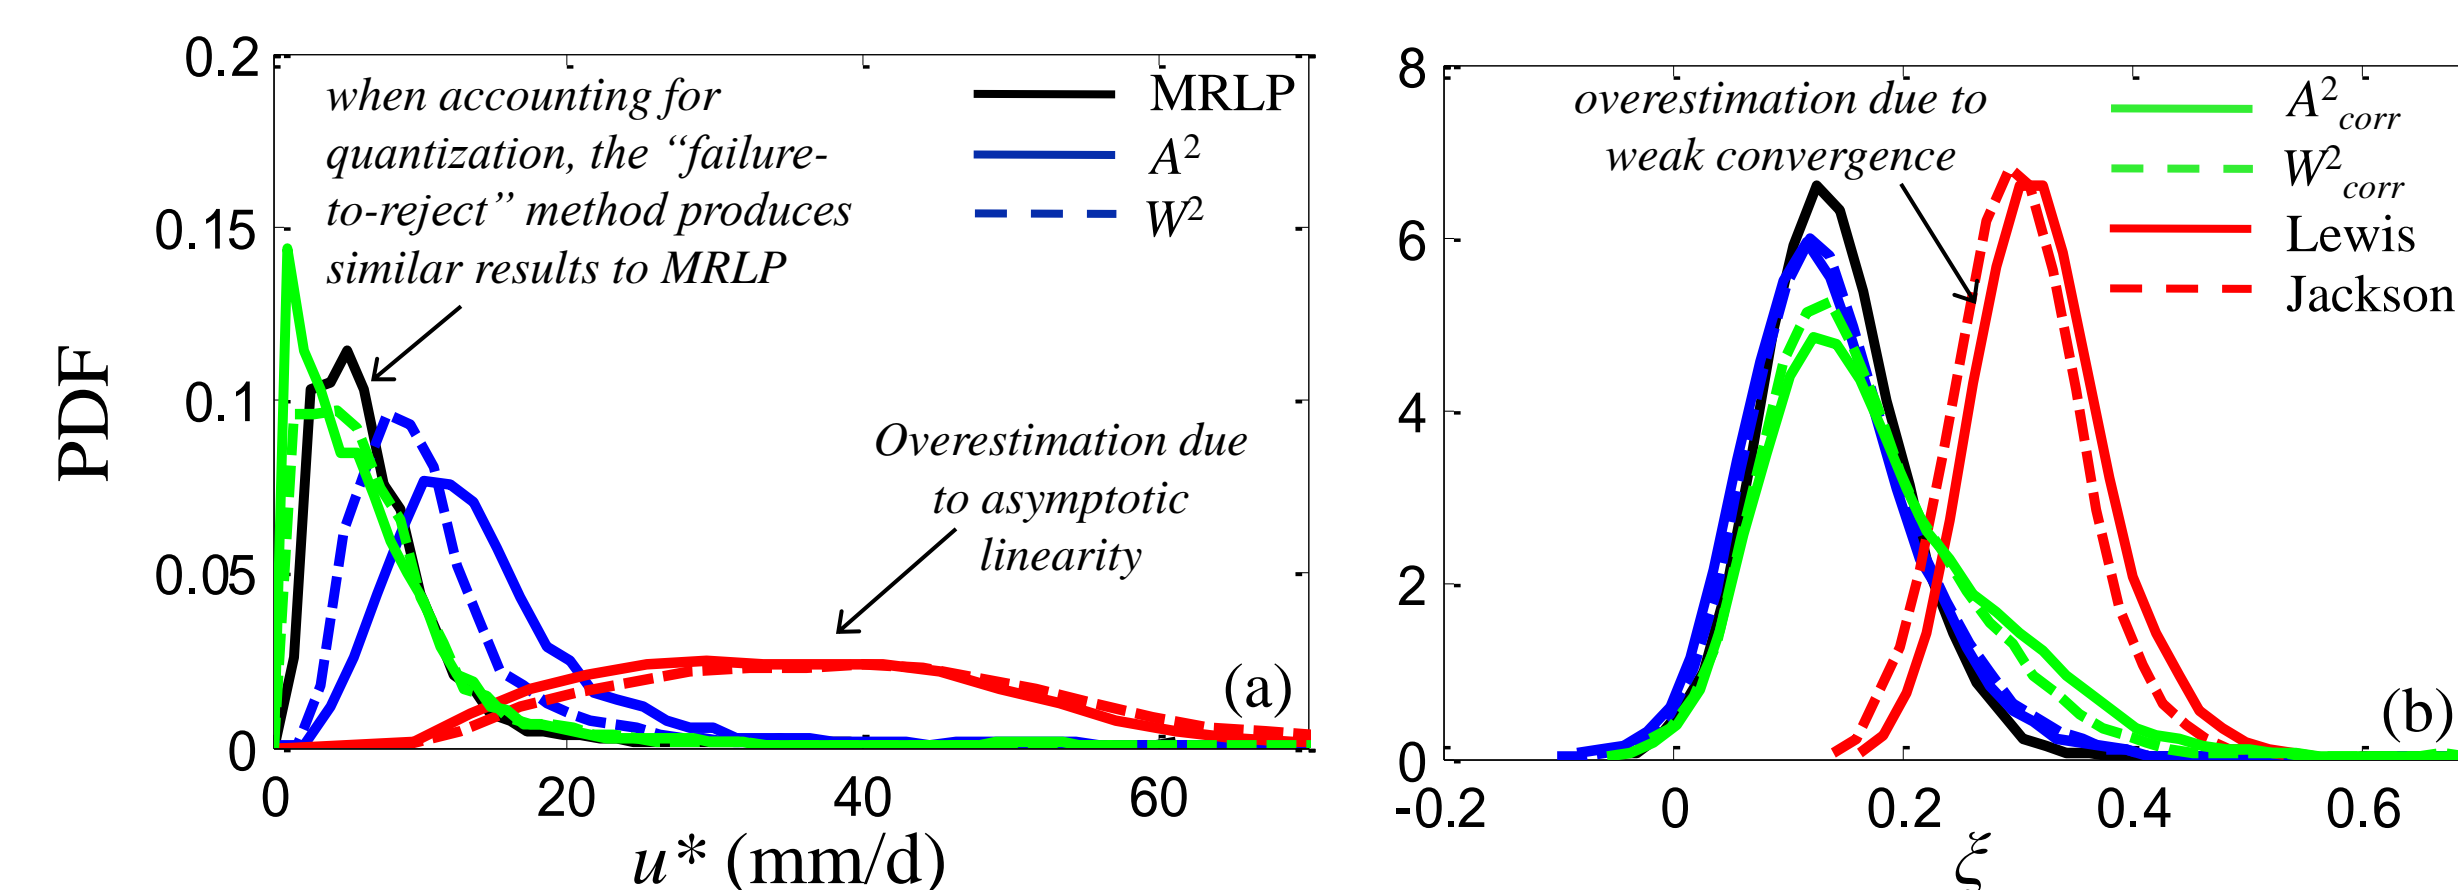 0.2
0.15
0.1
0.05
0
PDF
when accounting for
quantization, the “failure-
to-reject” method produces
similar results to MRLP
MRLP
A²
W²
Overestimation due
to asymptotic
linearity
(a)
0
20
40
60
u* (mm/d)
8
6
4
2
0
overestimation due to
weak convergence
A²corr
W²corr
Lewis
Jackson
(b)
-0.2
0
0.2
0.4
0.6
ξ